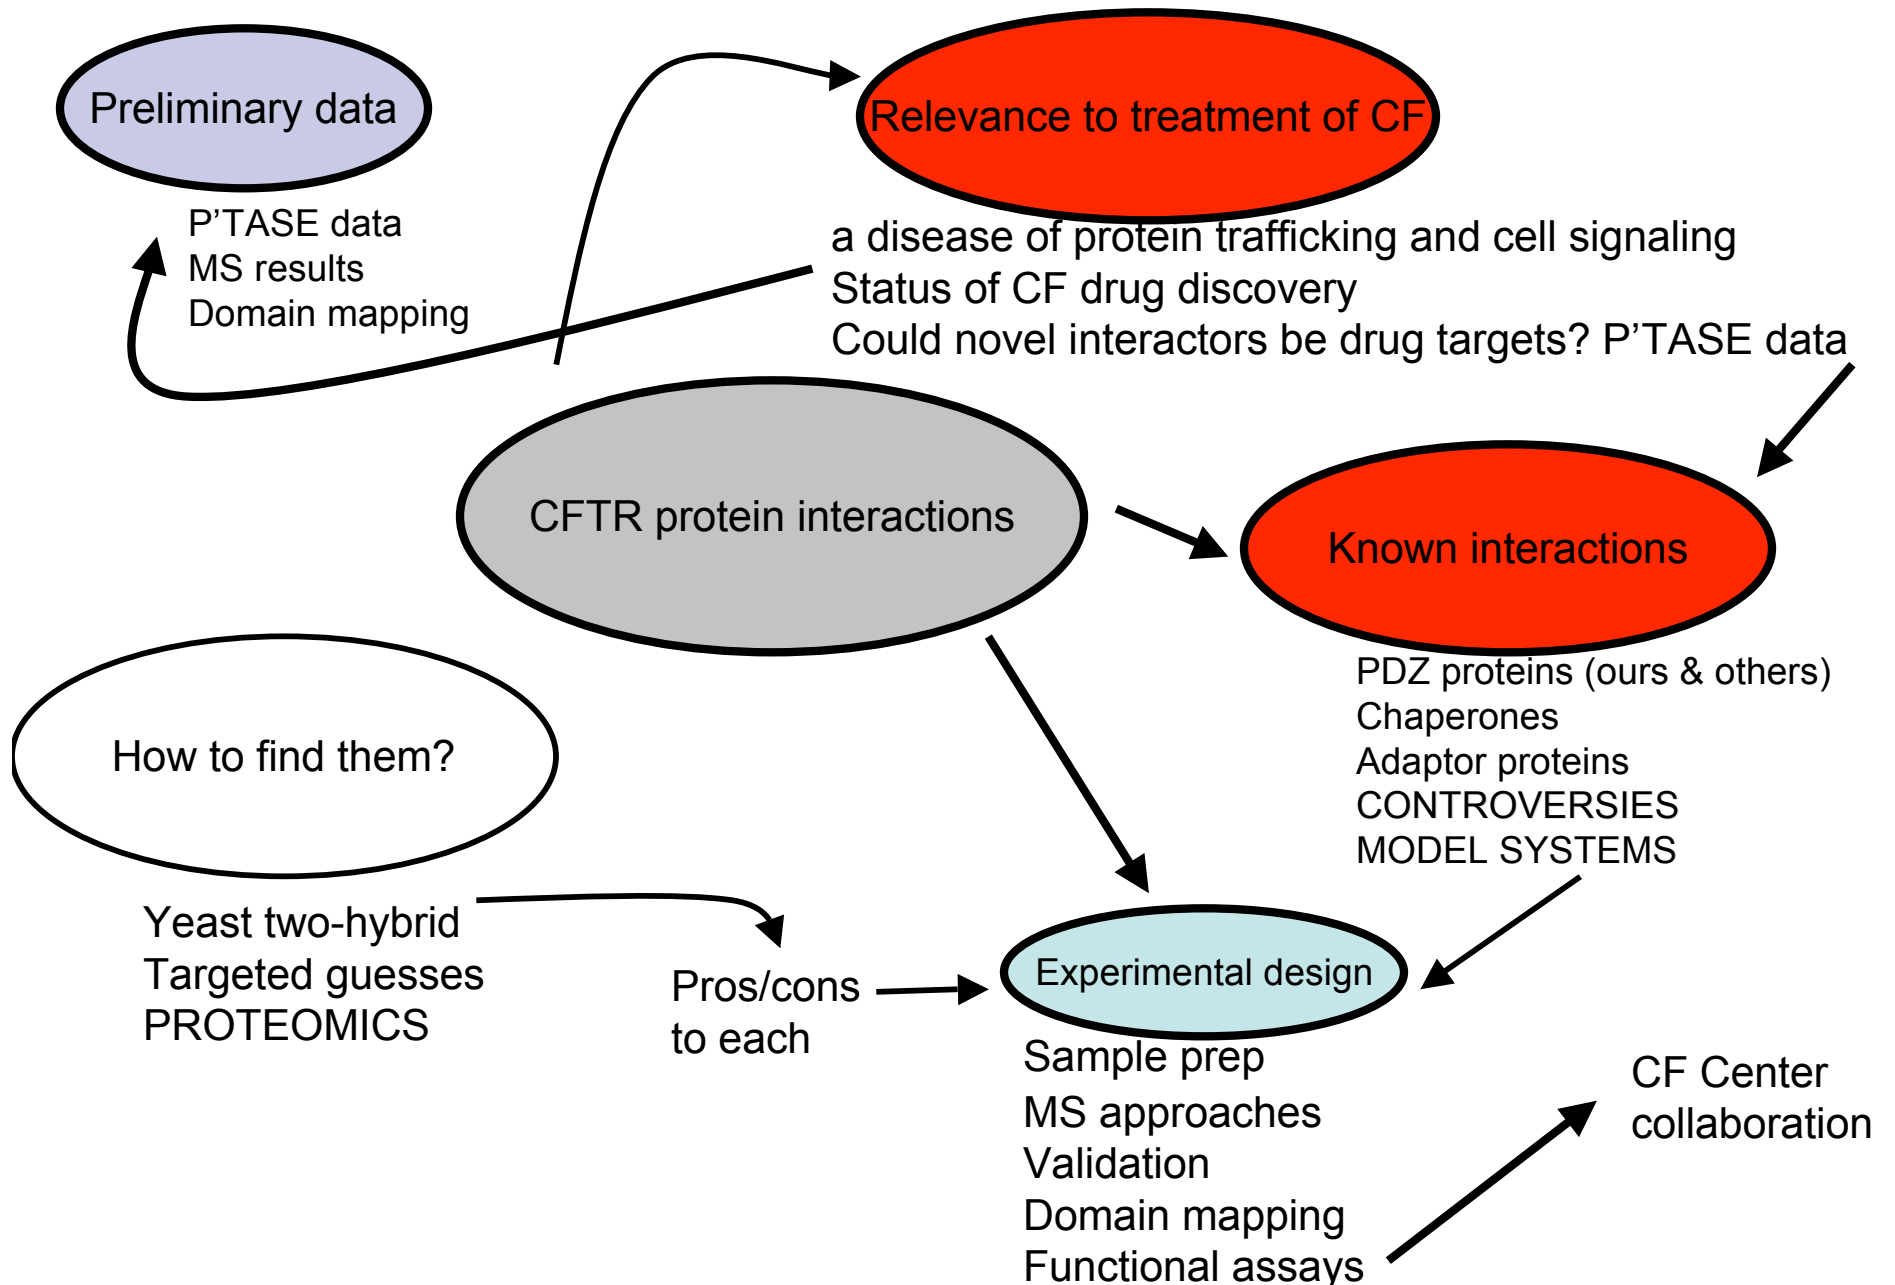 Preliminary data
P'TASE data
MS results
Domain mapping
Relevance to treatment of CF
a disease of protein trafficking and cell signaling
Status of CF drug discovery
Could novel interactors be drug targets? P'TASE data
CFTR protein interactions
Known interactions
PDZ proteins (ours & others)
Chaperones
Adaptor proteins
CONTROVERSIES
MODEL SYSTEMS
How to find them?
Yeast two-hybrid
Targeted guesses
PROTEOMICS
Pros/cons
to each
Experimental design
Sample prep
MS approaches
Validation
Domain mapping
Functional assays
CF Center
collaboration